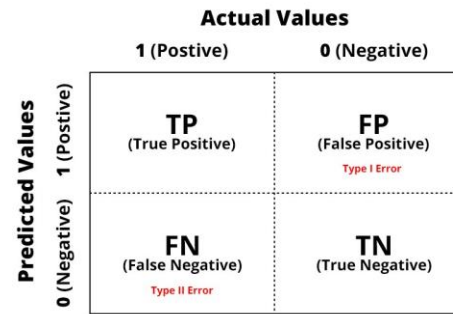 Actual Values
1 (Postive) 0 (Negative)
Predicted Values
1 (Postive)
TP FP
(True Positive) (False Positive)
Type I Error
0 (Negative)
FN TN
(False Negative) (True Negative)
Type II Error